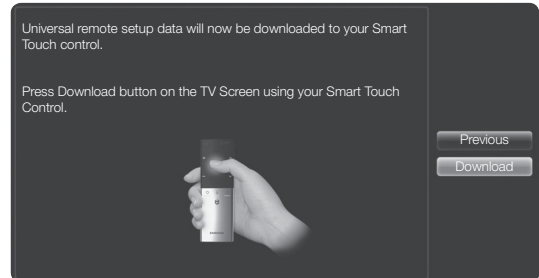 Universal remote setup data will now be downloaded to your Smart
Touch control.
Press Download button on the TV Screen using your Smart Touch
Control.
Previous
Download